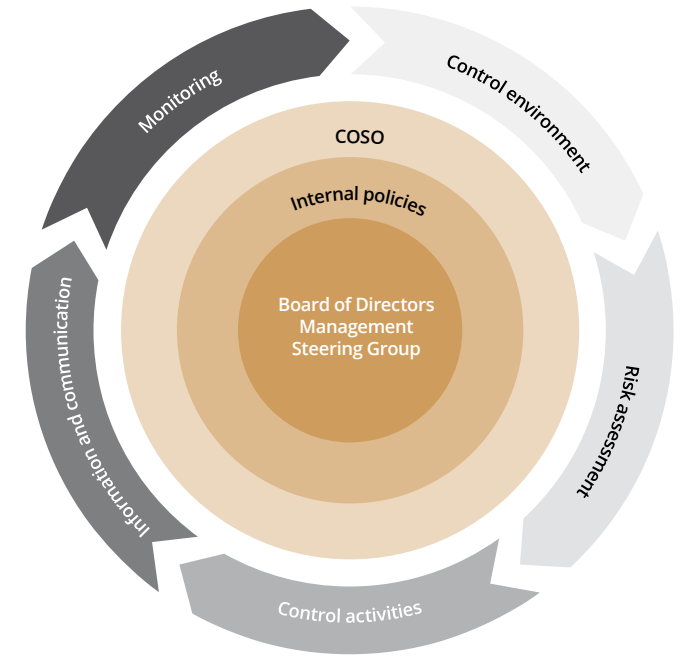 Monitoring
Control environment
COSO
Internal policies
Board of Directors
Management
Steering Group
Risk assessment
Information and communication
Control activities